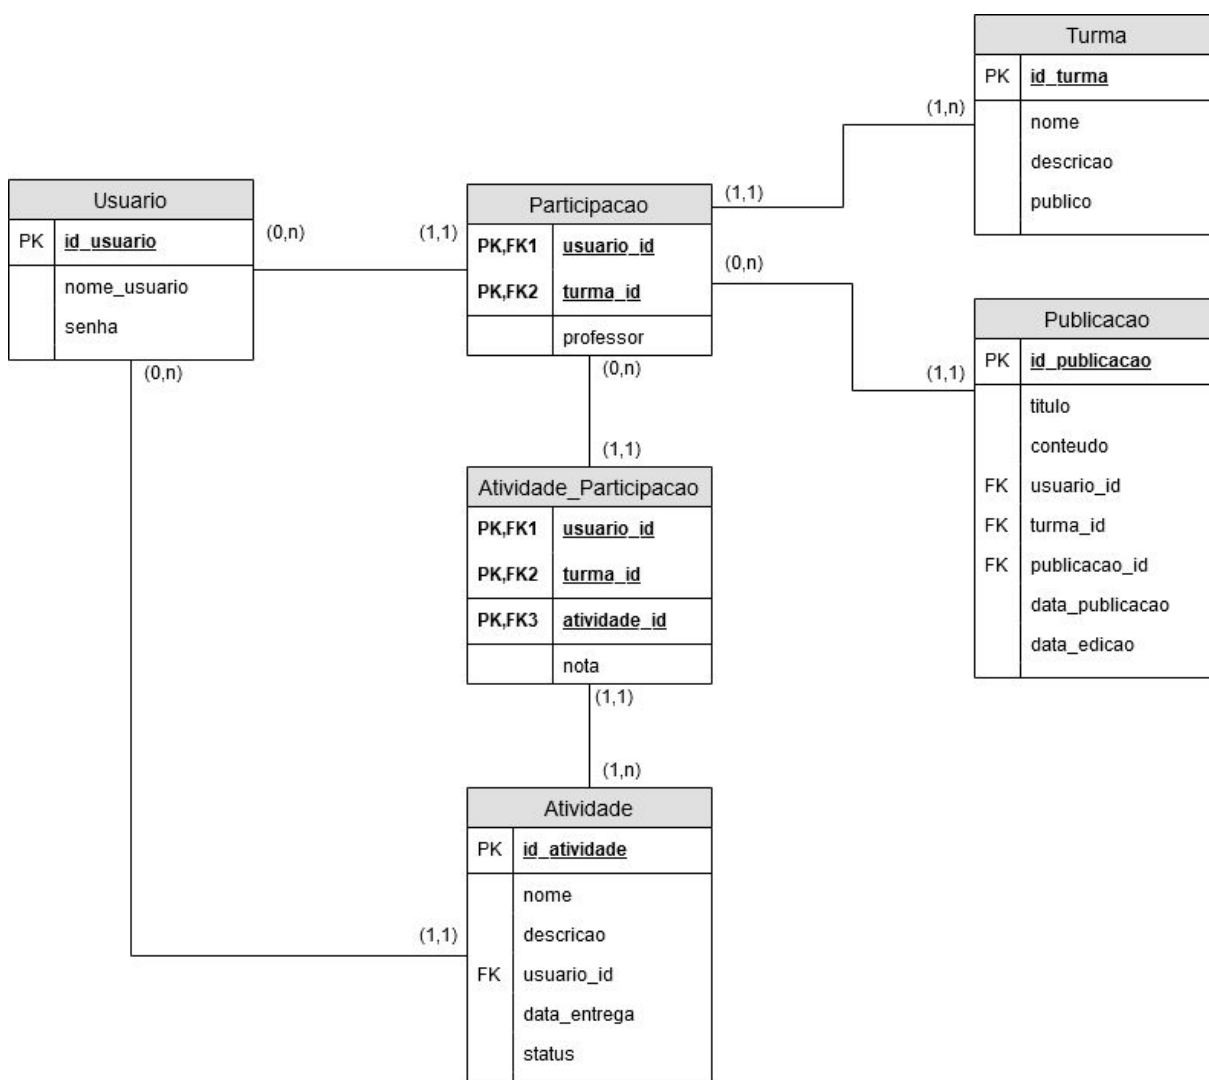 Turma
PK id_turma
nome
descricao
publico
(1,n)
(1,1)
Usuario
PK id_usuario
nome_usuario
senha
(0,n)
(1,1)
(0,n)
Participacao
PK,FK1 usuario_id
PK,FK2 turma_id
professor
(0,n)
(0,n)
(1,1)
Publicacao
PK id_publicacao
titulo
conteudo
FK usuario_id
FK turma_id
FK publicacao_id
data_publicacao
data_edicao
(1,1)
Atividade_Participacao
PK,FK1 usuario_id
PK,FK2 turma_id
PK,FK3 atividade_id
nota
(1,1)
(1,n)
Atividade
PK id_atividade
nome
descricao
FK usuario_id
data_entrega
status
(1,1)